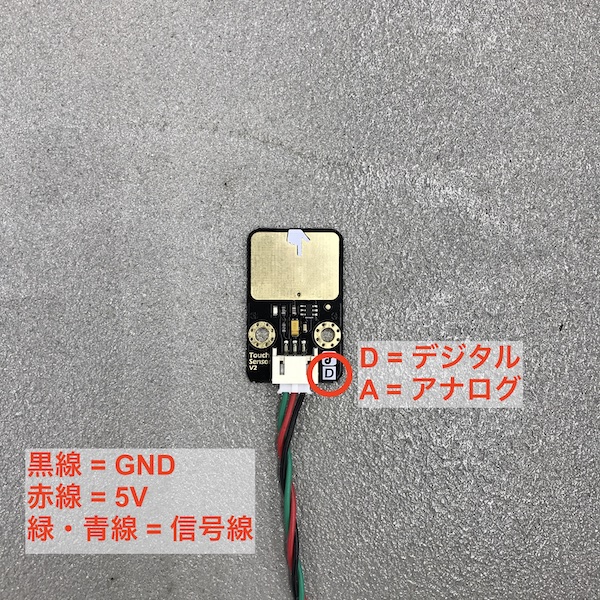 Touch
Sensor
V2
D
D = デジタル
A = アナログ
黒線 = GND
赤線 = 5V
緑・青線 = 信号線